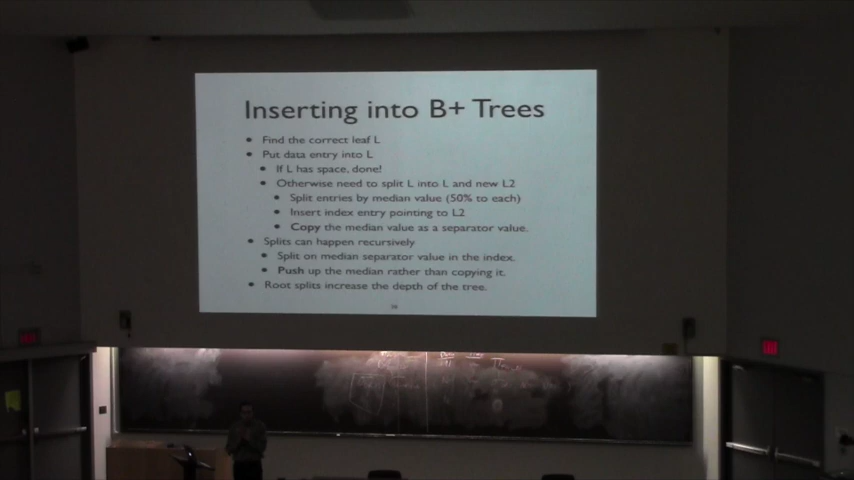 Inserting into B+ Trees
• Find the correct leaf L
• Put data entry into L
• If L has space, done!
• Otherwise need to split L into L and new L2
• Split entries by median value (50% to each)
• Insert index entry pointing to L2
• Copy the median value as a separator value.
• Splits can happen recursively
• Split on median separator value in the index.
• Push up the median rather than copying it.
• Root splits increase the depth of the tree.